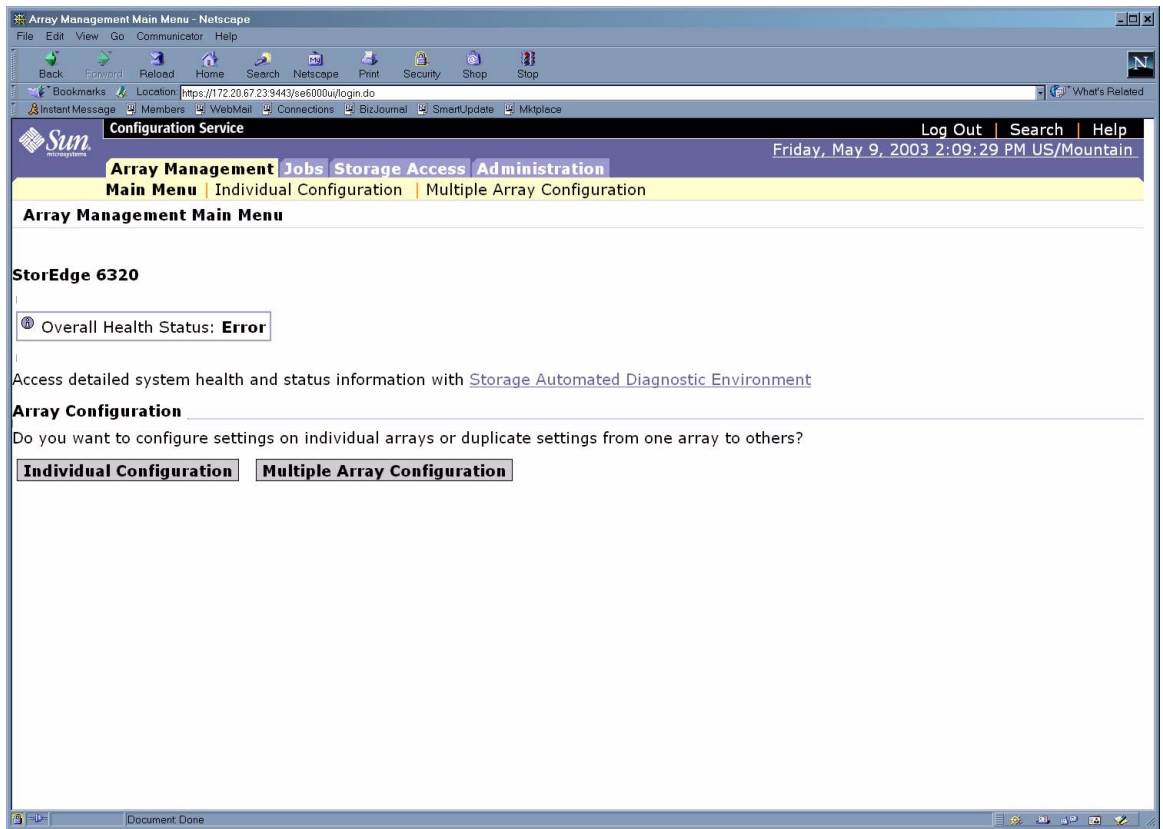 Array Management Main Menu - Netscape
File Edit View Go Communicator Help
Back Forward Reload Home Search Netscape Print Security Shop Stop
N
Bookmarks Location: https://172.20.67.23:9443/se6000ui/login.do What's Related
Instant Message Members WebMail Connections BizJournal SmartUpdate Mktplace
Sun microsystems
Configuration Service
Log Out | Search | Help
Friday, May 9, 2003 2:09:29 PM US/Mountain
Array Management Jobs Storage Access Administration
Main Menu | Individual Configuration | Multiple Array Configuration
Array Management Main Menu
StorEdge 6320
Overall Health Status: Error
Access detailed system health and status information with Storage Automated Diagnostic Environment
Array Configuration
Do you want to configure settings on individual arrays or duplicate settings from one array to others?
Individual Configuration Multiple Array Configuration
Document: Done